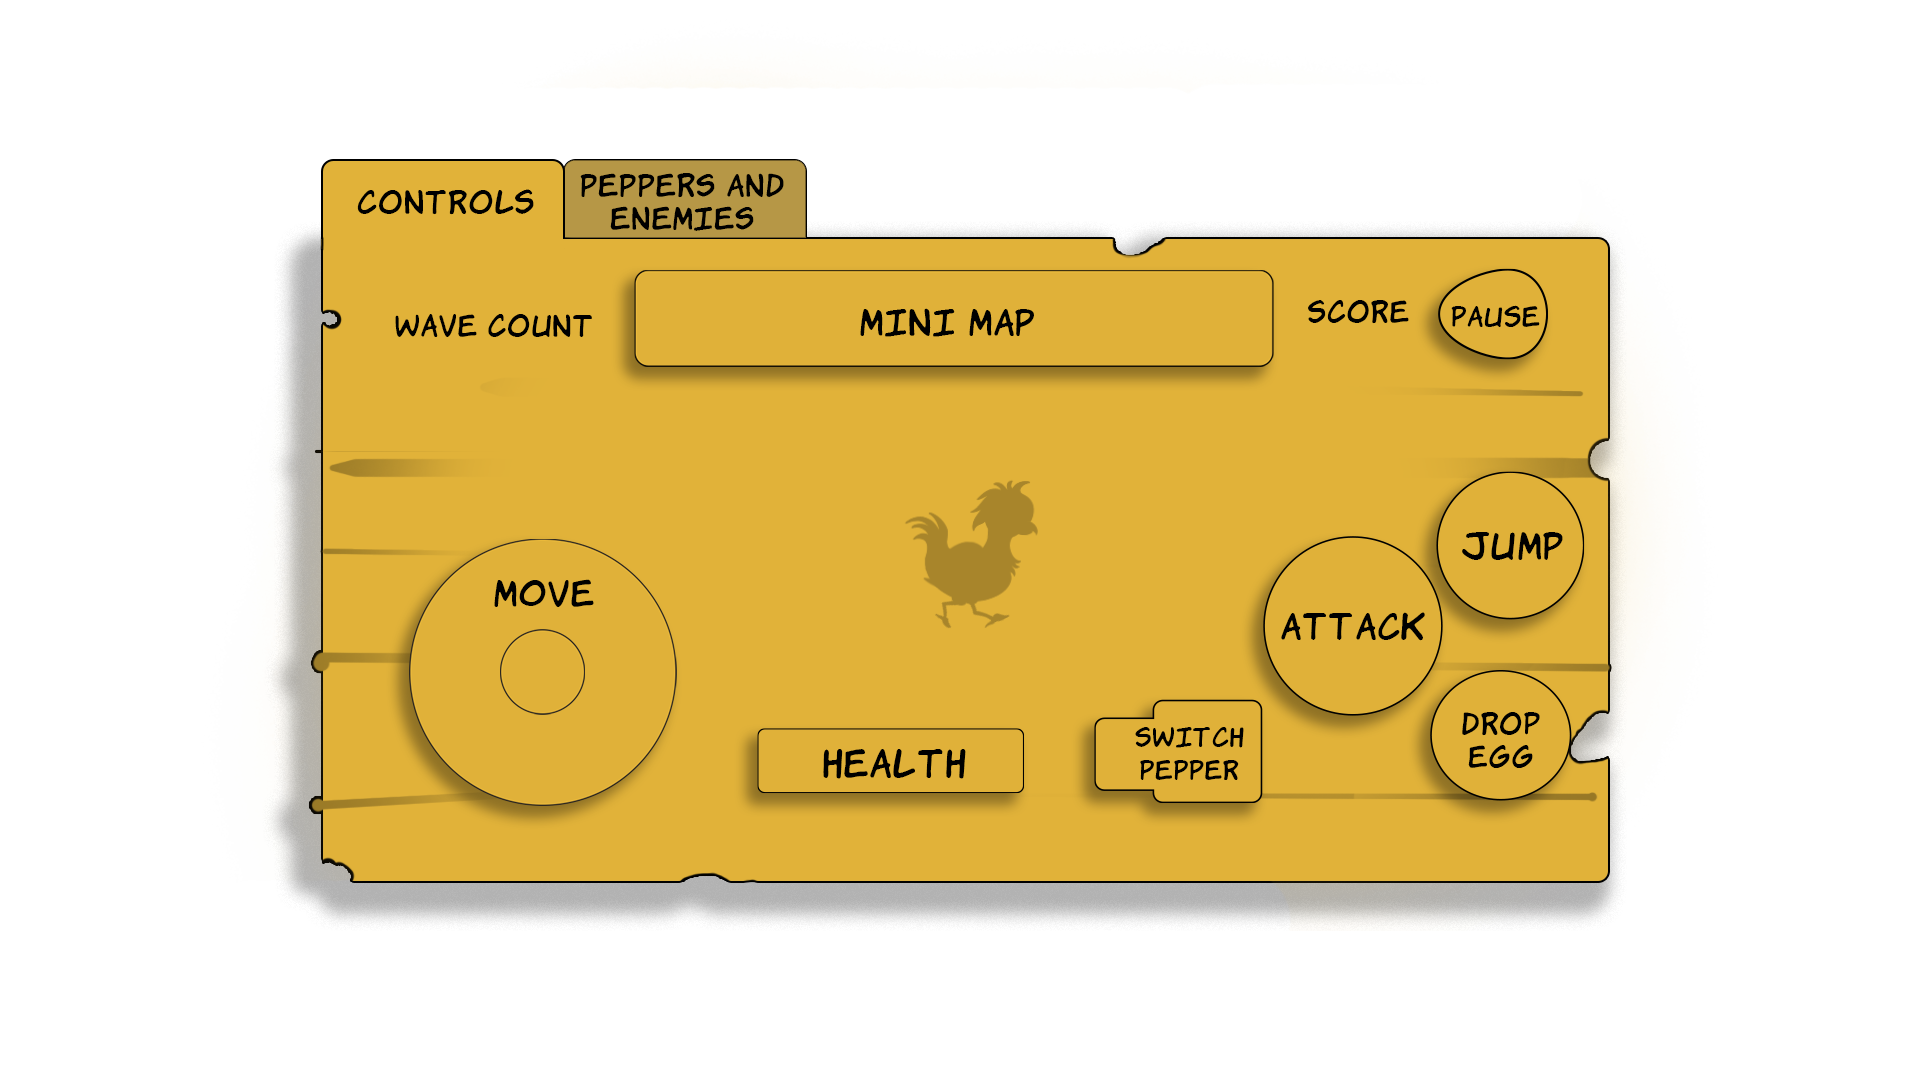 CONTROLS
PEPPERS AND
ENEMIES
WAVE COUNT
MINI MAP
SCORE
PAUSE
MOVE
JUMP
ATTACK
HEALTH
SWITCH
PEPPER
DROP
EGG